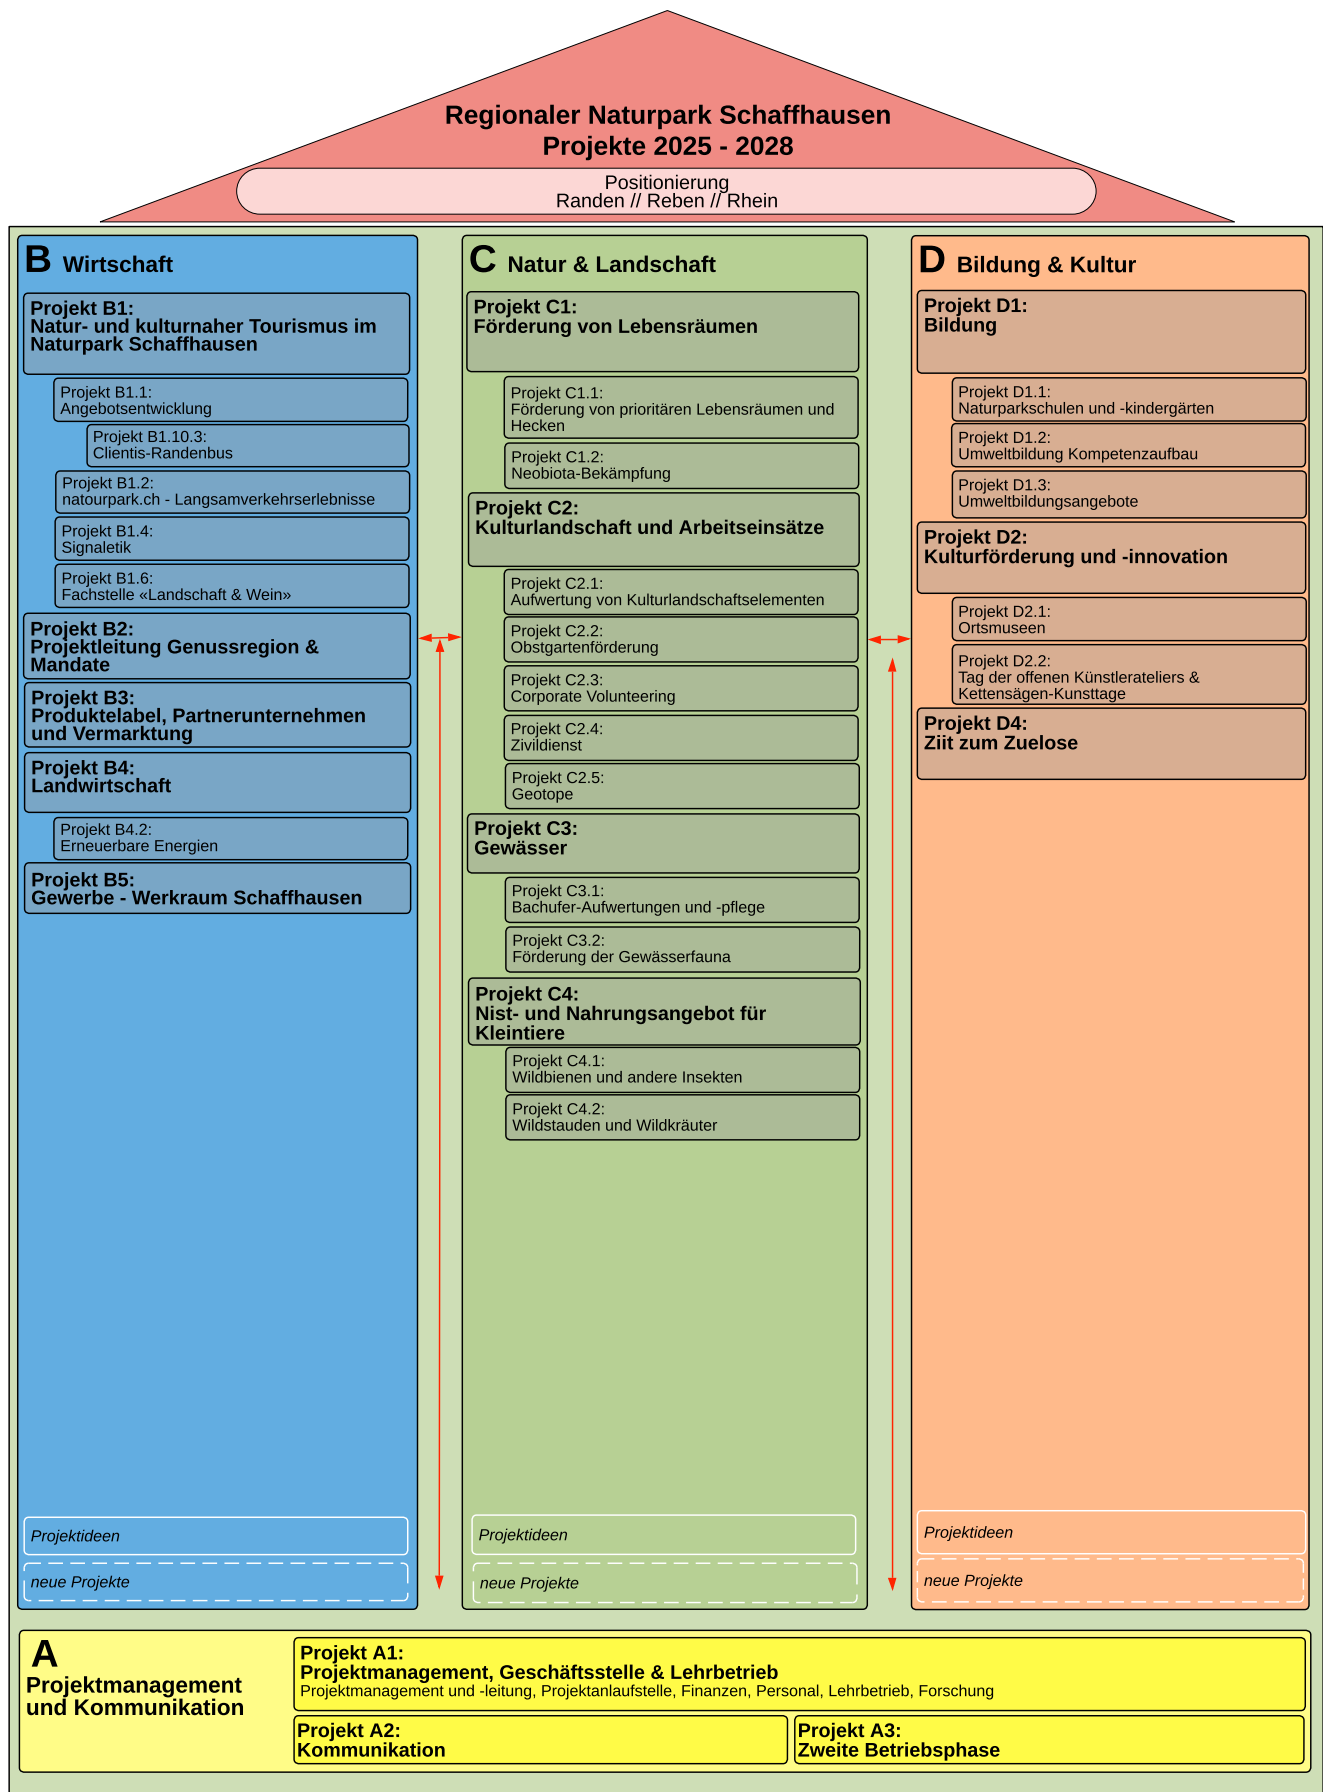 Regionaler Naturpark Schaffhausen
Projekte 2025 - 2028
Positionierung
Randen // Reben // Rhein
B Wirtschaft
Projekt B1:
Natur- und kulturnaher Tourismus im
Naturpark Schaffhausen
Projekt B1.1:
Angebotsentwicklung
Projekt B1.10.3:
Clientis-Randenbus
Projekt B1.2:
natourpark.ch - Langsamverkehrserlebnisse
Projekt B1.4:
Signaletik
Projekt B1.6:
Fachstelle «Landschaft & Wein»
Projekt B2:
Projektleitung Genussregion &
Mandate
Projekt B3:
Produktelabel, Partnerunternehmen
und Vermarktung
Projekt B4:
Landwirtschaft
Projekt B4.2:
Erneuerbare Energien
Projekt B5:
Gewerbe - Werkraum Schaffhausen
Projektideen
neue Projekte
C Natur & Landschaft
Projekt C1:
Förderung von Lebensräumen
Projekt C1.1:
Förderung von prioritären Lebensräumen und
Hecken
Projekt C1.2:
Neobiota-Bekämpfung
Projekt C2:
Kulturlandschaft und Arbeitseinsätze
Projekt C2.1:
Aufwertung von Kulturlandschaftselementen
Projekt C2.2:
Obstgartenförderung
Projekt C2.3:
Corporate Volunteering
Projekt C2.4:
Zivildienst
Projekt C2.5:
Geotope
Projekt C3:
Gewässer
Projekt C3.1:
Bachufer-Aufwertungen und -pflege
Projekt C3.2:
Förderung der Gewässerfauna
Projekt C4:
Nist- und Nahrungsangebot für
Kleintiere
Projekt C4.1:
Wildbienen und andere Insekten
Projekt C4.2:
Wildstauden und Wildkräuter
Projektideen
neue Projekte
D Bildung & Kultur
Projekt D1:
Bildung
Projekt D1.1:
Naturparkschulen und -kindergärten
Projekt D1.2:
Umweltbildung Kompetenzaufbau
Projekt D1.3:
Umweltbildungsangebote
Projekt D2:
Kulturförderung und -innovation
Projekt D2.1:
Ortsmuseen
Projekt D2.2:
Tag der offenen Künstlerateliers &
Kettensägen-Kunsttage
Projekt D4:
Ziit zum Zuelose
Projektideen
neue Projekte
A
Projektmanagement
und Kommunikation
Projekt A1:
Projektmanagement, Geschäftsstelle & Lehrbetrieb
Projektmanagement und -leitung, Projektanlaufstelle, Finanzen, Personal, Lehrbetrieb, Forschung
Projekt A2:
Kommunikation
Projekt A3:
Zweite Betriebsphase